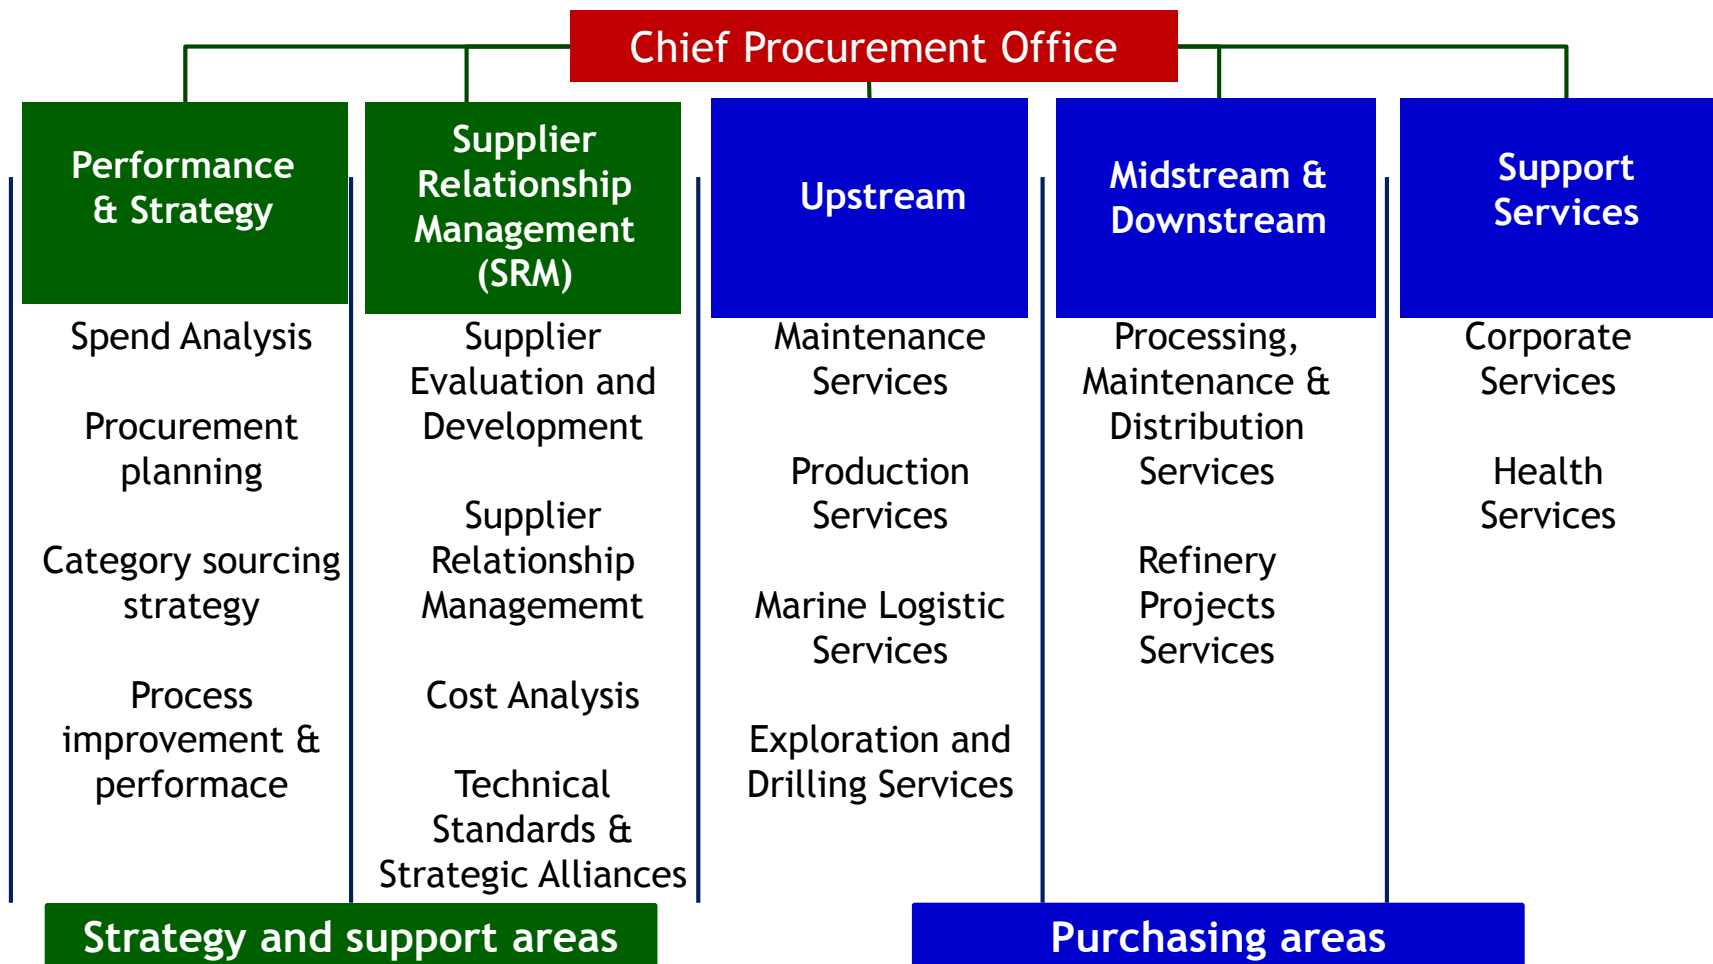 Chief Procurement Office
Performance
& Strategy
Supplier
Relationship
Management
(SRM)
Upstream
Midstream &
Downstream
Support
Services
Spend Analysis
Procurement
planning
Category sourcing
strategy
Process
improvement &
performace
Supplier
Evaluation and
Development
Supplier
Relationship
Managememt
Cost Analysis
Technical
Standards &
Strategic Alliances
Maintenance
Services
Production
Services
Marine Logistic
Services
Exploration and
Drilling Services
Processing,
Maintenance &
Distribution
Services
Refinery
Projects
Services
Corporate
Services
Health
Services
Strategy and support areas
Purchasing areas